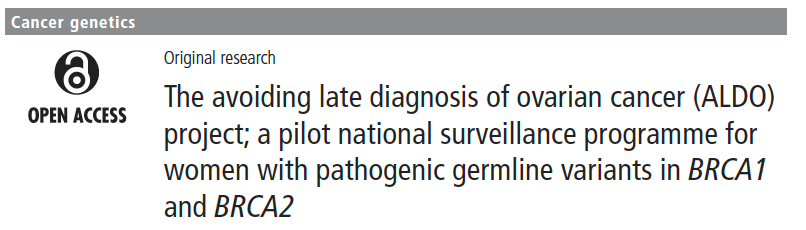 Cancer genetics
OPEN ACCESS
Original research
The avoiding late diagnosis of ovarian cancer (ALDO)
project; a pilot national surveillance programme for
women with pathogenic germline variants in BRCA1
and BRCA2